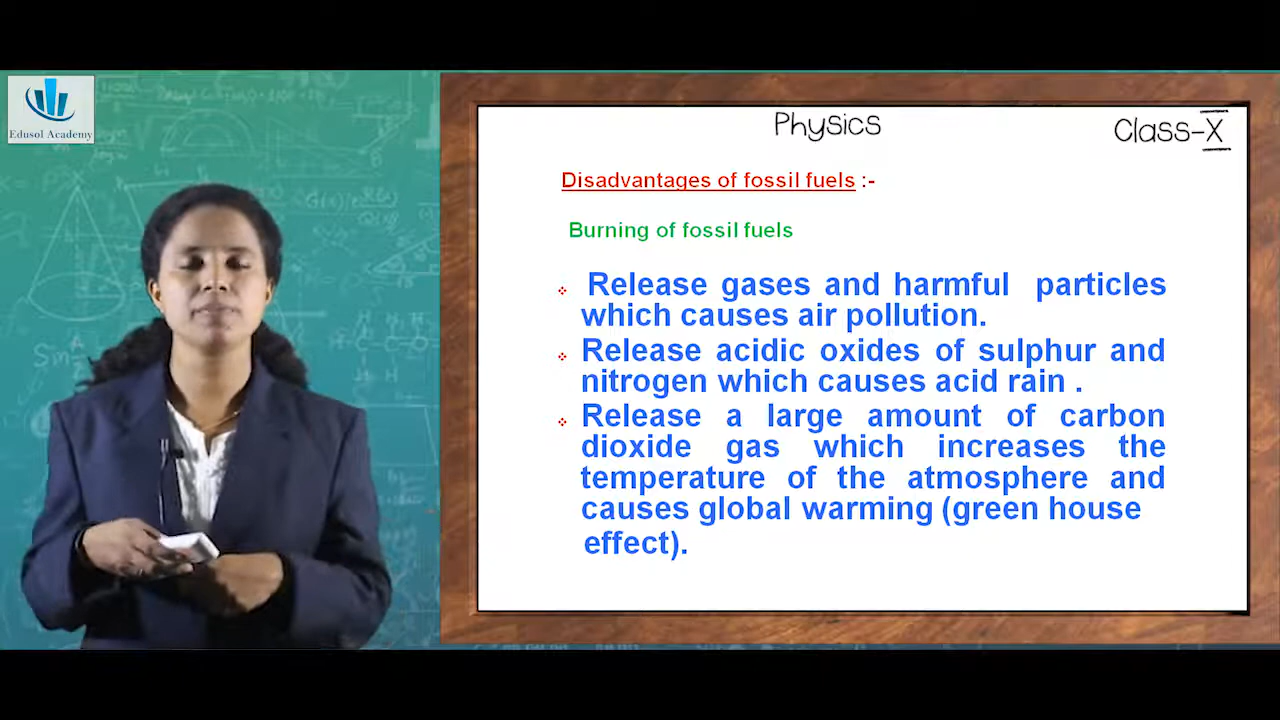 Edusol Academy
Physics
Class-X
Disadvantages of fossil fuels :-
Burning of fossil fuels
Release gases and harmful particles
which causes air pollution.
Release acidic oxides of sulphur and
nitrogen which causes acid rain .
Release a large amount of carbon
dioxide gas which increases the
temperature of the atmosphere and
causes global warming (green house
effect).